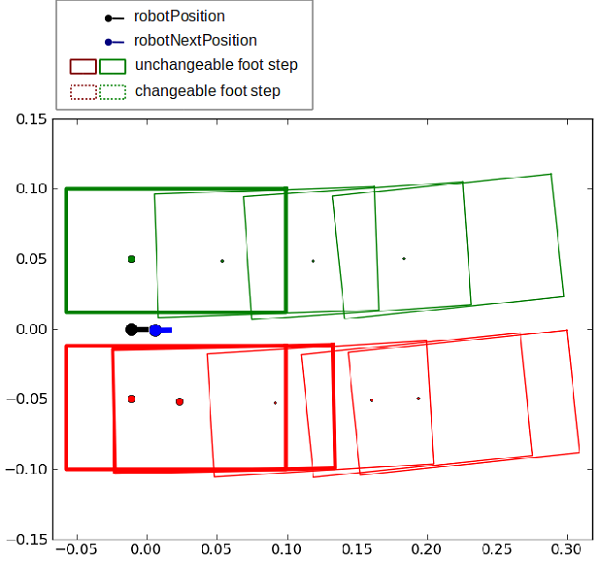 robotPosition
robotNextPosition
unchangeable foot step
changeable foot step
0.15
0.10
0.05
0.00
−0.05
−0.10
−0.15
−0.05 0.00 0.05 0.10 0.15 0.20 0.25 0.30